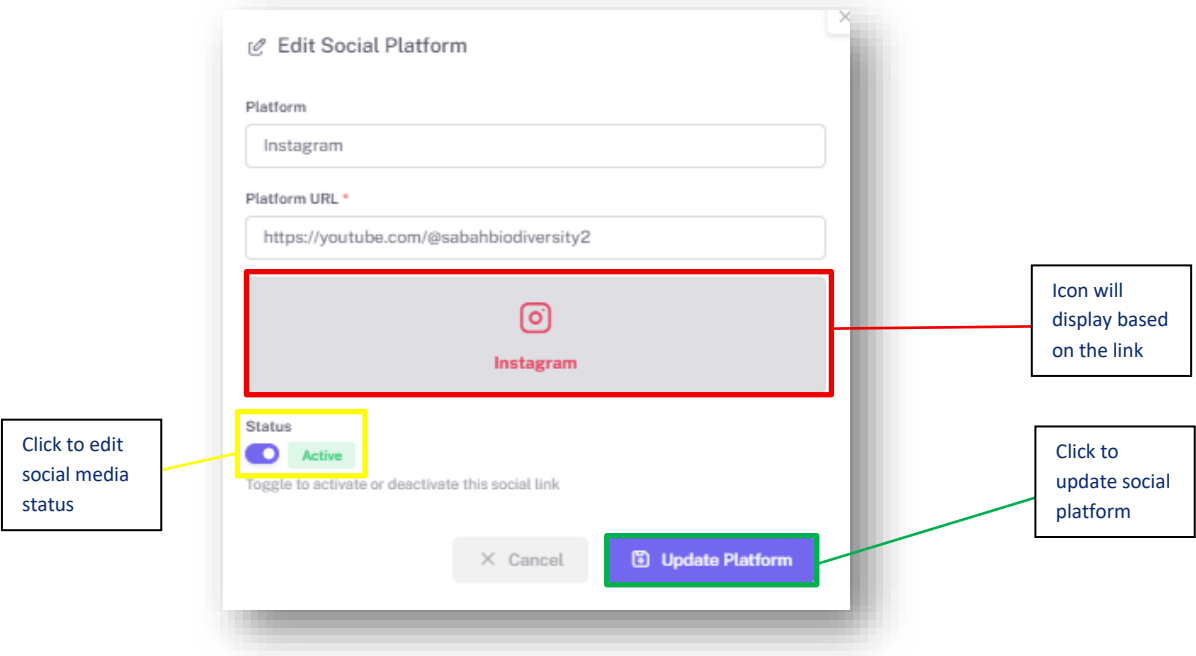 Edit Social Platform
Platform
Instagram
Platform URL *
https://youtube.com/@sabahbiodiversity2
Instagram
Icon will
display based
on the link
Status
Active
Toggle to activate or deactivate this social link
Click to edit
social media
status
Click to
update social
platform
Cancel
Update Platform